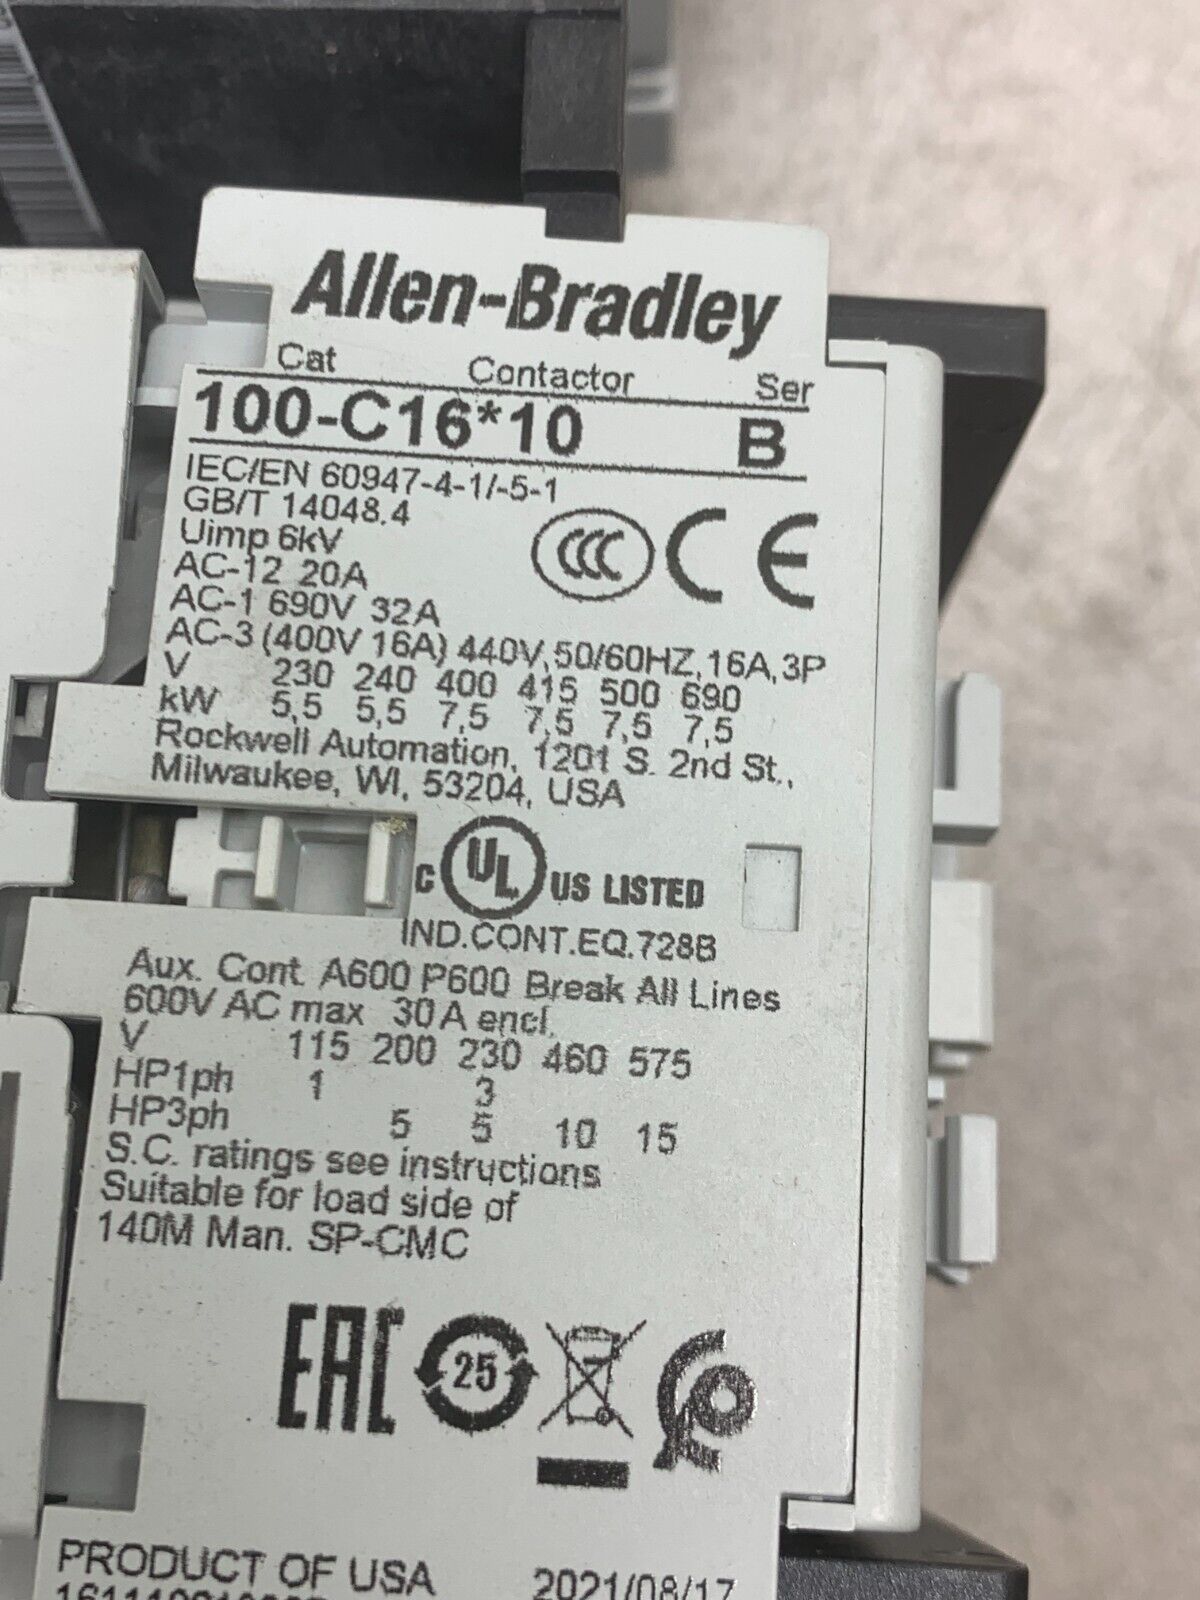 Allen-Bradley
Cat Contactor Ser
100-C16*10 B
IEC/EN 60947-4-1/-5-1
GB/T 14048.4
Uimp 6kV
AC-12 20A
AC-1 690V 32A
CCC CE
AC-3 (400V 16A) 440V,50/60HZ,16A,3P
V 230 240 400 415 500 690
kW 5,5 5,5 7,5 7,5 7,5 7,5
Rockwell Automation, 1201 S. 2nd St.,
Milwaukee, WI, 53204, USA
C UL US LISTED
IND.CONT.EQ.728B
Aux. Cont. A600 P600 Break All Lines
600V AC max 30A encl.
V 115 200 230 460 575
HP1ph 1 3
HP3ph 5 5 10 15
S.C. ratings see instructions
Suitable for load side of
140M Man. SP-CMC
EAC 25
PRODUCT OF USA 2021/08/17